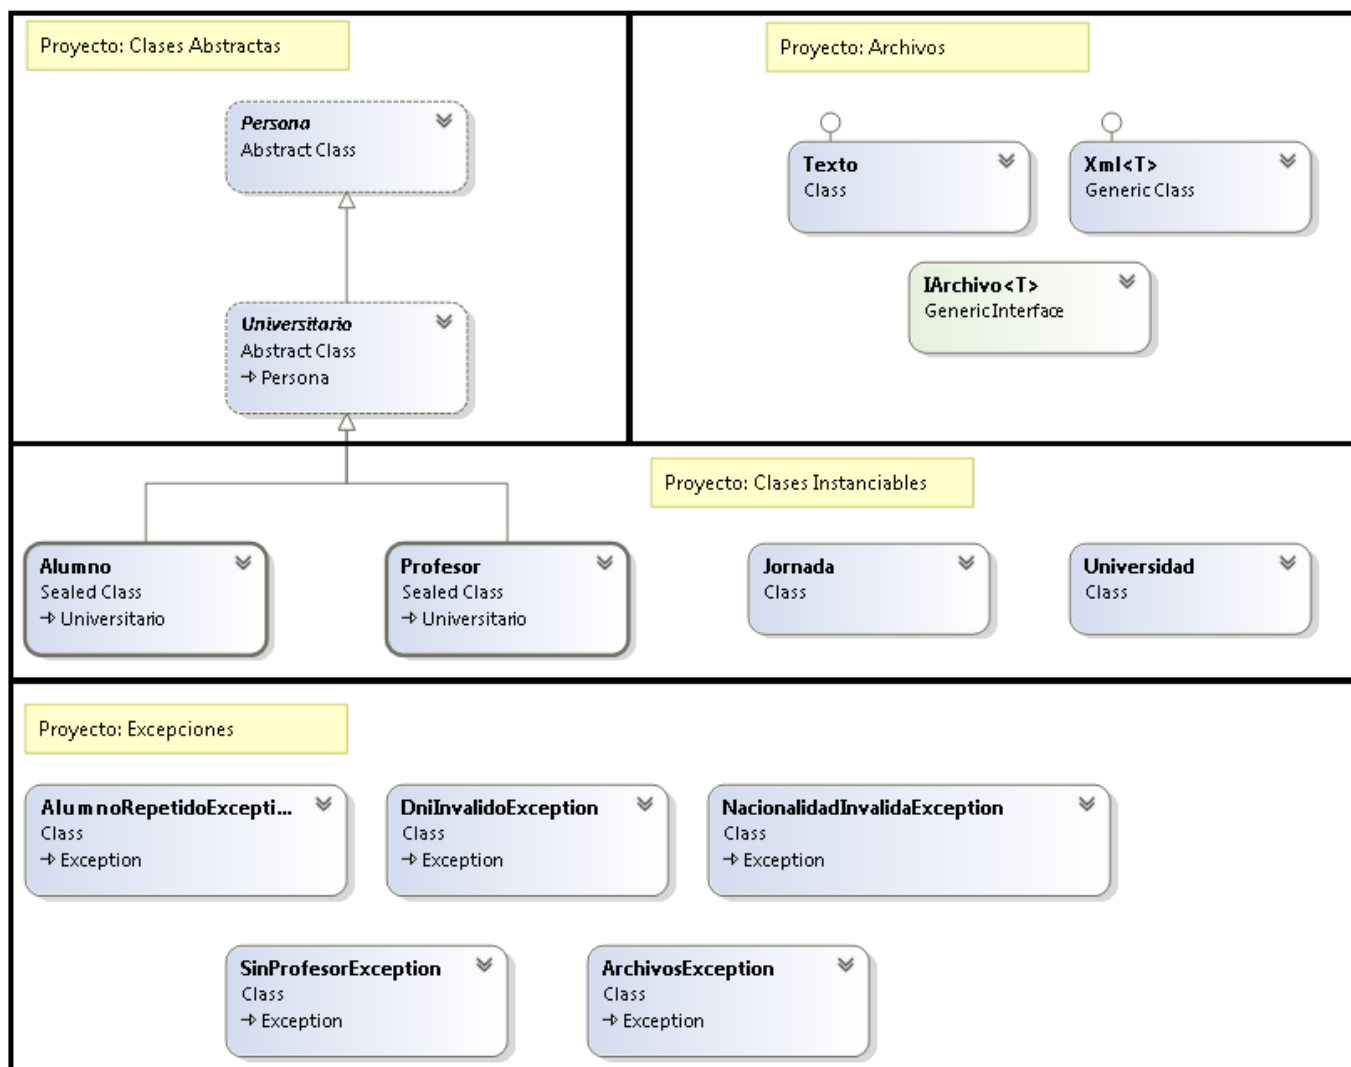 Proyecto: Clases Abstractas
Persona
Abstract Class
Universitario
Abstract Class
Persona
Proyecto: Archivos
Texto
Class
Xml<T>
Generic Class
IArchivo<T>
Generic Interface
Proyecto: Clases Instanciables
Alumno
Sealed Class
Universitario
Profesor
Sealed Class
Universitario
Jornada
Class
Universidad
Class
Proyecto: Excepciones
AlumnoRepetidoExcepti...
Class
Exception
DniInvalidoException
Class
Exception
NacionalidadInvalidaException
Class
Exception
SinProfesorException
Class
Exception
ArchivosException
Class
Exception